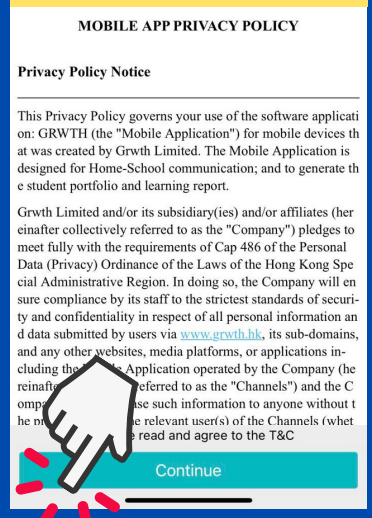 MOBILE APP PRIVACY POLICY
Privacy Policy Notice
This Privacy Policy governs your use of the software applicati
on: GRWTH (the "Mobile Application") for mobile devices th
at was created by Grwth Limited. The Mobile Application is
designed for Home-School communication; and to generate th
e student portfolio and learning report.
Grwth Limited and/or its subsidiary(ies) and/or affiliates (her
einafter collectively referred to as the "Company") pledges to
meet fully with the requirements of Cap 486 of the Personal
Data (Privacy) Ordinance of the Laws of the Hong Kong Spe
cial Administrative Region. In doing so, the Company will en
sure compliance by its staff to the strictest standards of securi-
ty and confidentiality in respect of all personal information an
d data submitted by users via www.grwth.hk, its sub-domains,
and any other websites, media platforms, or applications in-
cluding the Application operated by the Company (he
reinafte referred to as the "Channels") and the C
ompa se such information to anyone without t
he pr e relevant user(s) of the Channels (whet
read and agree to the T&C
Continue